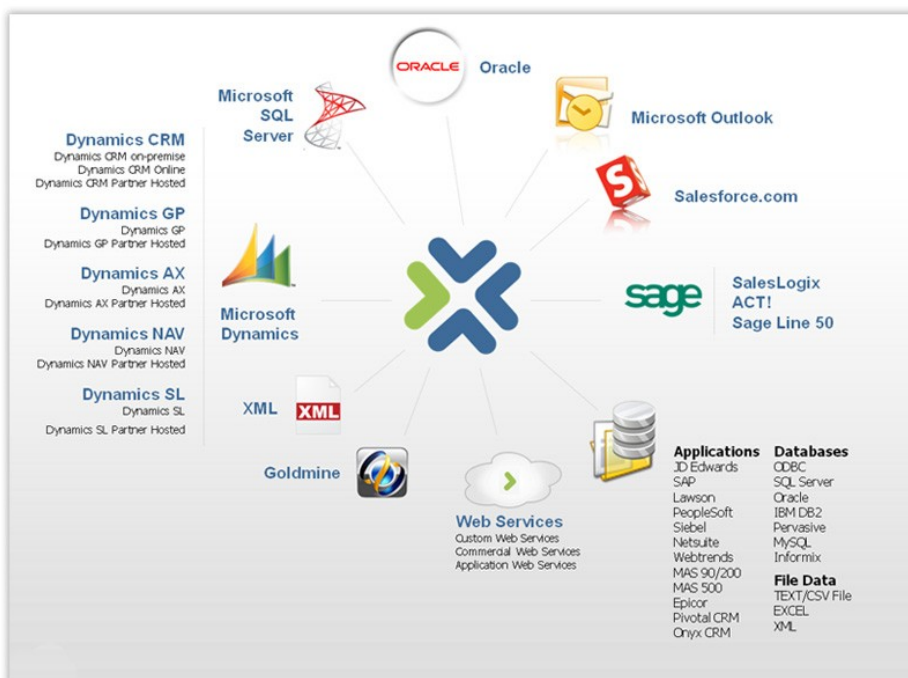 ORACLE
Oracle
Microsoft
SQL
Server
Microsoft Outlook
Salesforce.com
Dynamics CRM
Dynamics CRM on-premise
Dynamics CRM Online
Dynamics CRM Partner Hosted
Dynamics GP
Dynamics GP
Dynamics GP Partner Hosted
Dynamics AX
Dynamics AX
Dynamics AX Partner Hosted
Dynamics NAV
Dynamics NAV
Dynamics NAV Partner Hosted
Dynamics SL
Dynamics SL
Dynamics SL Partner Hosted
Microsoft
Dynamics
S
sage
SalesLogix
ACT!
Sage Line 50
XML
XML
Goldmine
Web Services
Custom Web Services
Commercial Web Services
Application Web Services
Applications
JD Edwards
SAP
Lawson
PeopleSoft
Siebel
Netsuite
Webtrends
MAS 90/200
MAS 500
Epicor
Pivotal CRM
Onyx CRM
Databases
ODBC
SQL Server
Oracle
IBM DB2
Pervasive
MySQL
Informix
File Data
TEXT/CSV File
EXCEL
XML